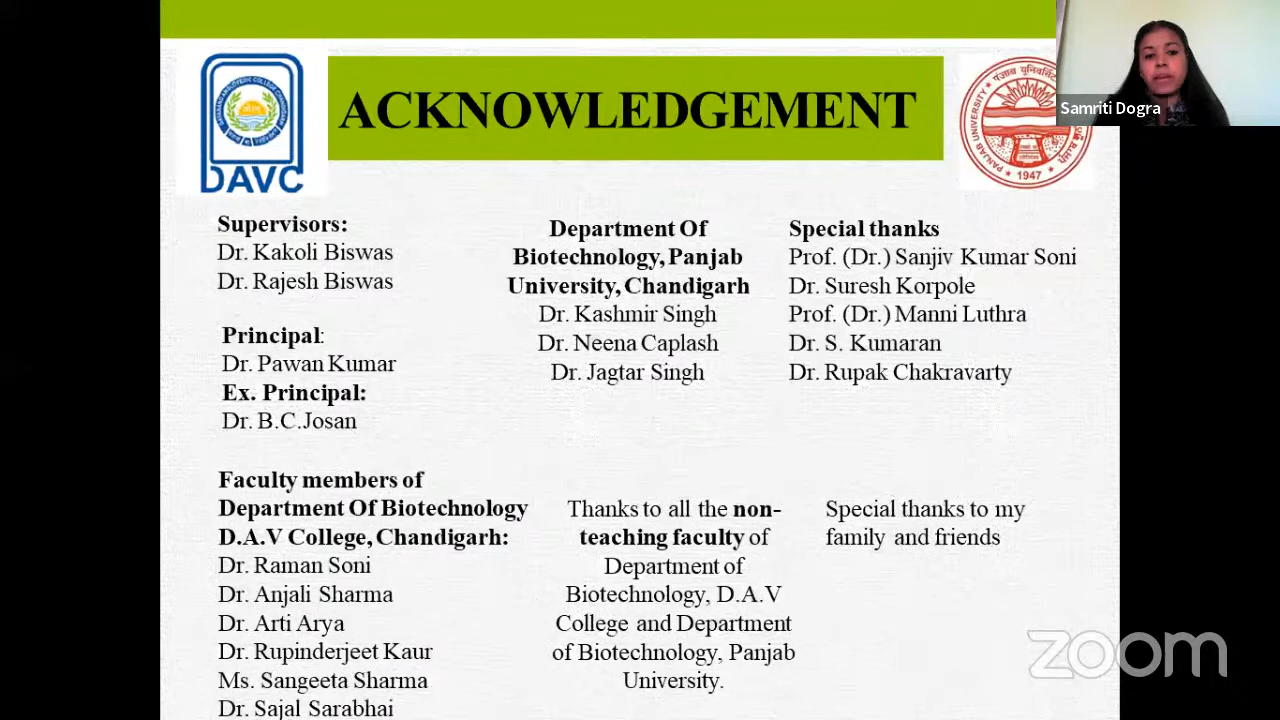 ACKNOWLEDGEMENT
DAVC
PANJAB UNIVERSITY
1947
Samriti Dogra
Supervisors:
Dr. Kakoli Biswas
Dr. Rajesh Biswas
Principal:
Dr. Pawan Kumar
Ex. Principal:
Dr. B.C.Josan
Department Of
Biotechnology, Panjab
University, Chandigarh
Dr. Kashmir Singh
Dr. Neena Caplash
Dr. Jagtar Singh
Special thanks
Prof. (Dr.) Sanjiv Kumar Soni
Dr. Suresh Korpole
Prof. (Dr.) Manni Luthra
Dr. S. Kumaran
Dr. Rupak Chakravarty
Faculty members of
Department Of Biotechnology
D.A.V College, Chandigarh:
Dr. Raman Soni
Dr. Anjali Sharma
Dr. Arti Arya
Dr. Rupinderjeet Kaur
Ms. Sangeeta Sharma
Dr. Sajal Sarabhai
Thanks to all the non-
teaching faculty of
Department of
Biotechnology, D.A.V
College and Department
of Biotechnology, Panjab
University.
Special thanks to my
family and friends
zoom